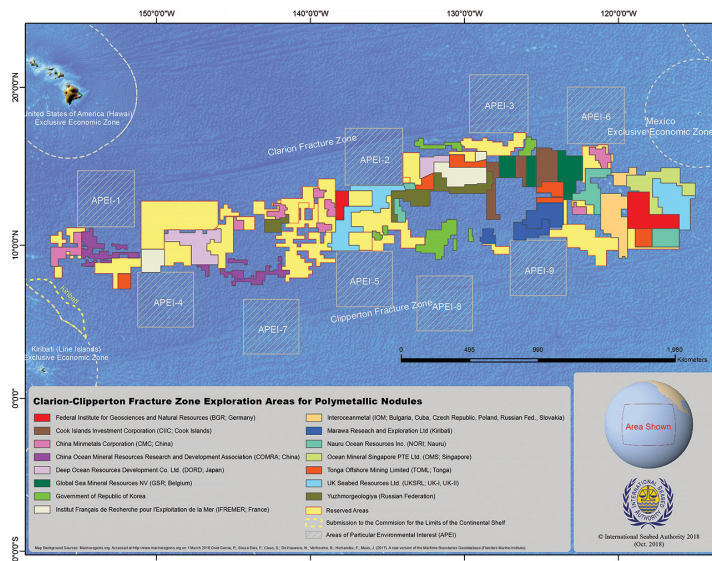 150°0'0"W 140°0'0"W 130°0'0"W 120°0'0"W
20°0'0"N
10°0'0"N
0°0'0"N
0°0'0"S
United States of America (Hawaii)
Exclusive Economic Zone
Clarion Fracture Zone
Mexico
Exclusive Economic Zone
APEI-3
APEI-6
APEI-2
APEI-1
APEI-4
APEI-7
APEI-5
APEI-8
APEI-9
Clipperton Fracture Zone
Kiribati
Kiribati (Line Islands)
Exclusive Economic Zone
0 495 990 1,980
Kilometers
Clarion-Clipperton Fracture Zone Exploration Areas for Polymetallic Nodules
Federal Institute for Geosciences and Natural Resources (BGR; Germany)
Cook Islands Investment Corporation (CIIC; Cook Islands)
China Minmetals Corporation (CMC; China)
China Ocean Mineral Resources Research and Development Association (COMRA; China)
Deep Ocean Resources Development Co. Ltd. (DORD; Japan)
Global Sea Mineral Resources NV (GSR; Belgium)
Government of Republic of Korea
Institut Français de Recherche pour l'Exploitation de la Mer (IFREMER; France)
Interoceanmetal (IOM; Bulgaria, Cuba, Czech Republic, Poland, Russian Fed., Slovakia)
Marawa Reseach and Exploration Ltd (Kiribati)
Nauru Ocean Resources Inc. (NORI; Nauru)
Ocean Mineral Singapore PTE Ltd. (OMS; Singapore)
Tonga Offshore Mining Limited (TOML; Tonga)
UK Seabed Resources Ltd. (UKSRL; UK-I, UK-II)
Yuzhmorgeologiya (Russian Federation)
Reserved Areas
Submission to the Commision for the Limits of the Continental Shelf
Areas of Particular Environmental Interest (APEI)
Area Shown
INTERNATIONAL SEABED AUTHORITY
© International Seabed Authority 2018
(Oct. 2018)